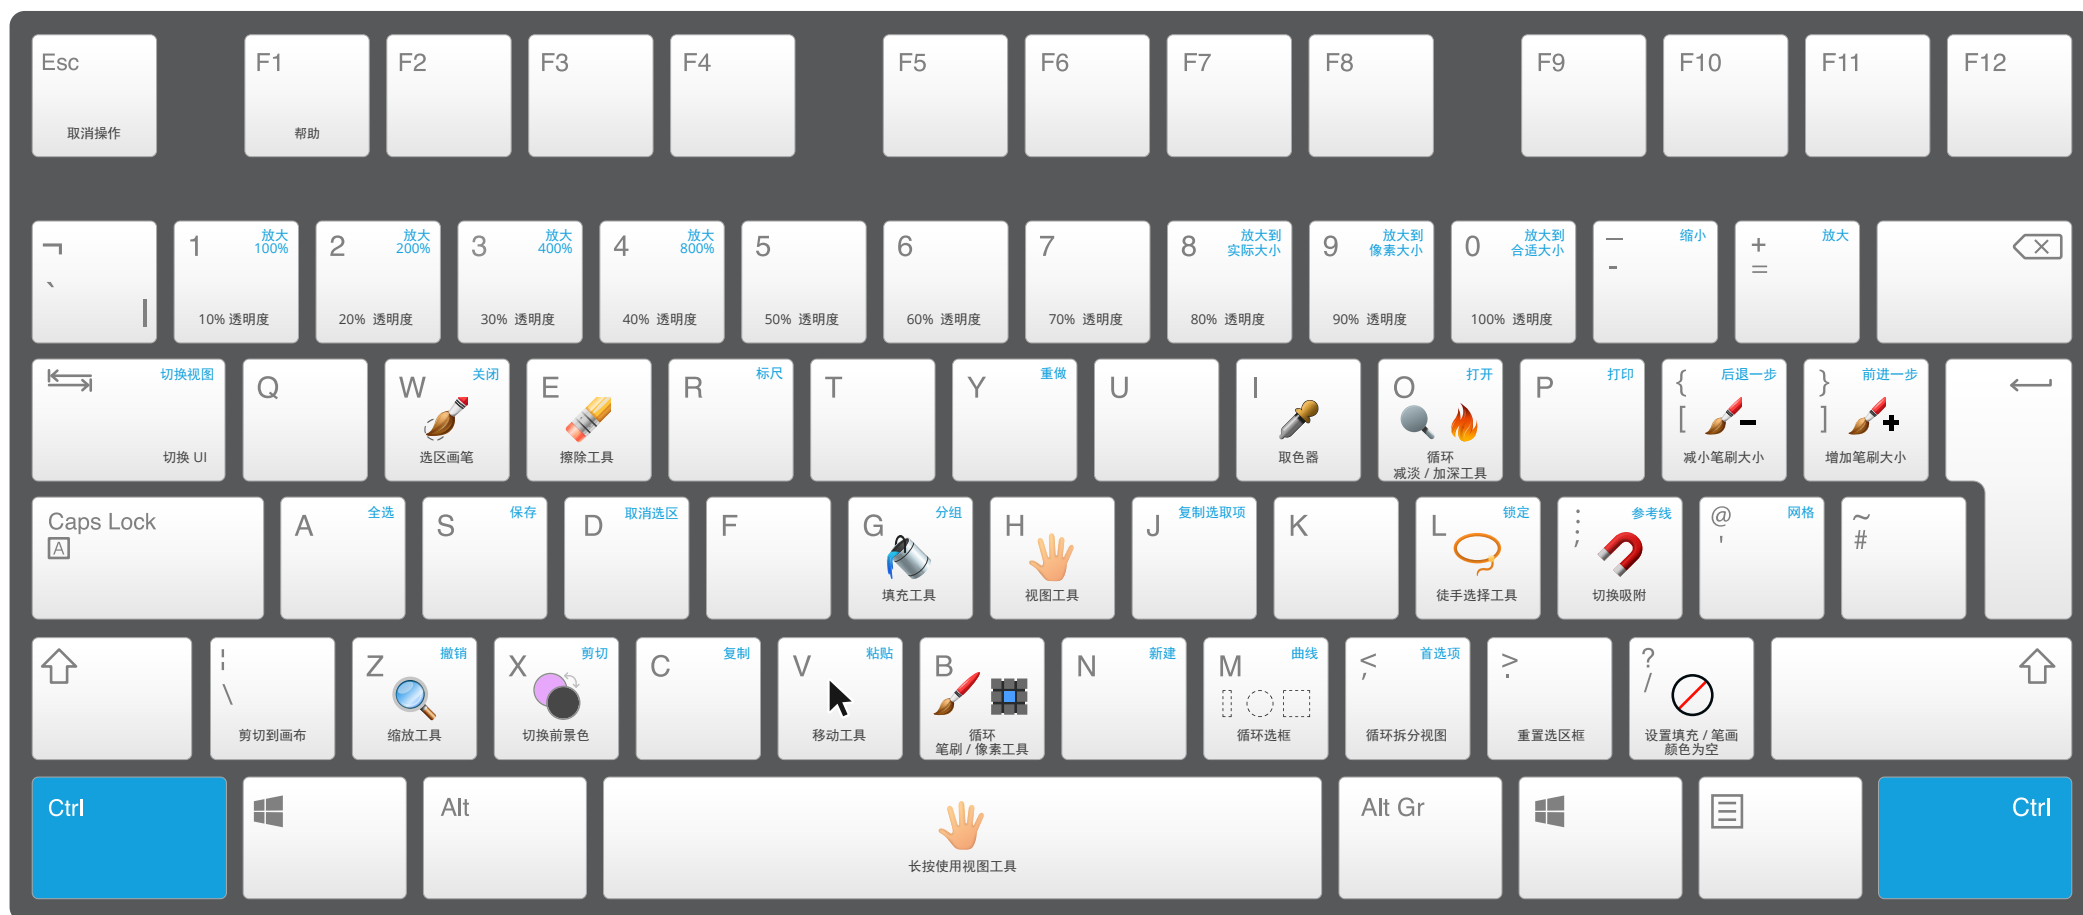 Esc
取消操作
F1
帮助
F2
F3
F4
F5
F6
F7
F8
F9
F10
F11
F12
¬
`
|
1
放大
100%
10% 透明度
2
放大
200%
20% 透明度
3
放大
400%
30% 透明度
4
放大
800%
40% 透明度
5
50% 透明度
6
60% 透明度
7
70% 透明度
8
放大到
实际大小
80% 透明度
9
放大到
像素大小
90% 透明度
0
放大到
合适大小
100% 透明度
—
-
缩小
+
=
放大
切换视图
切换 UI
Q
W
关闭
选区画笔
E
擦除工具
R
标尺
T
Y
重做
U
I
取色器
O
打开
循环
减淡 / 加深工具
P
打印
{
[
后退一步
减小笔刷大小
}
]
前进一步
增加笔刷大小
Caps Lock
A
A
全选
S
保存
D
取消选区
F
G
分组
填充工具
H
视图工具
J
复制选取项
K
L
锁定
徒手选择工具
:
;
参考线
切换吸附
@
'
网格
~
#
¦
\
剪切到画布
Z
撤销
缩放工具
X
剪切
切换前景色
C
复制
V
粘贴
移动工具
B
循环
笔刷 / 像素工具
N
新建
M
曲线
循环选框
<
,
首选项
循环拆分视图
>
.
重置选区框
?
/
设置填充 / 笔画
颜色为空
Ctrl
Alt
长按使用视图工具
Alt Gr
Ctrl